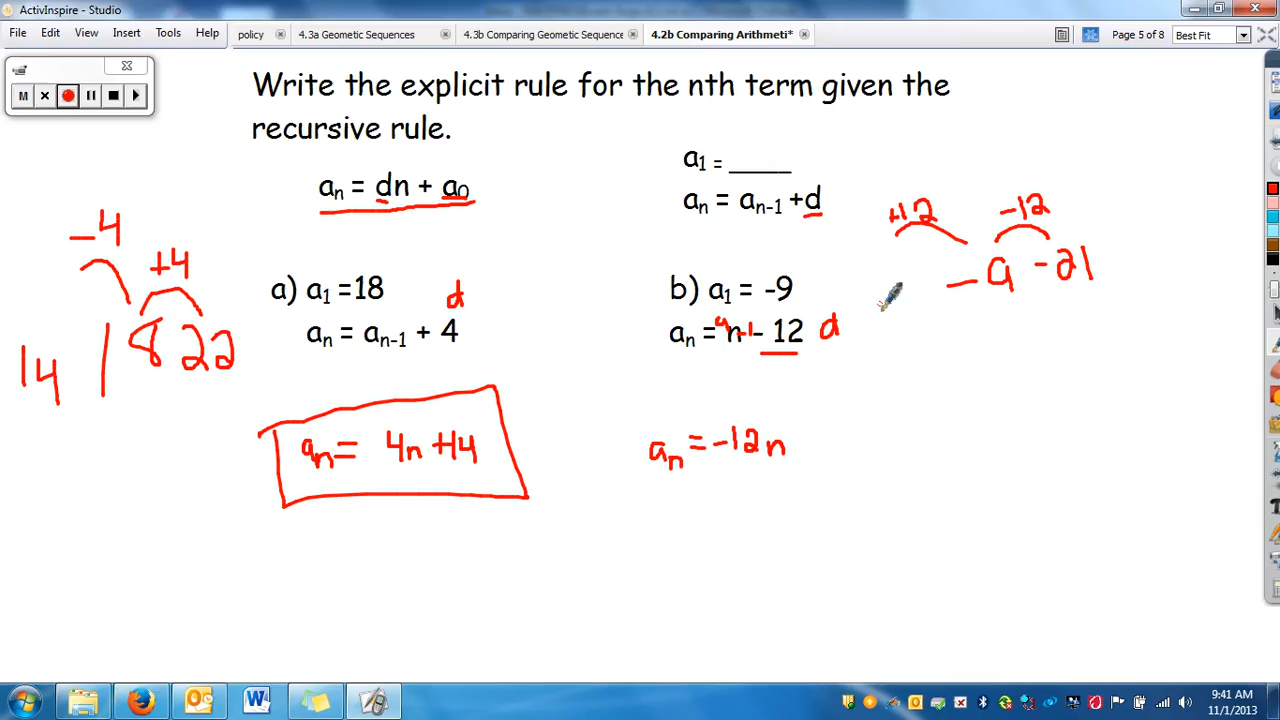 ActivInspire - Studio
File Edit View Insert Tools Help
policy 4.3a Geometic Sequences 4.3b Comparing Geometic Sequence 4.2b Comparing Arithmeti* Page 5 of 8 Best Fit
M
Write the explicit rule for the nth term given the
recursive rule.
an = dn + a0
a1 = _____
an = an-1 +d
-4
+4
14 18 22
+12 -12
-9 -21
a) a1 =18
d
an = an-1 + 4
b) a1 = -9
an = n - 12 d
a -1
an = 4n +14
an = -12n
W
9:41 AM
11/1/2013